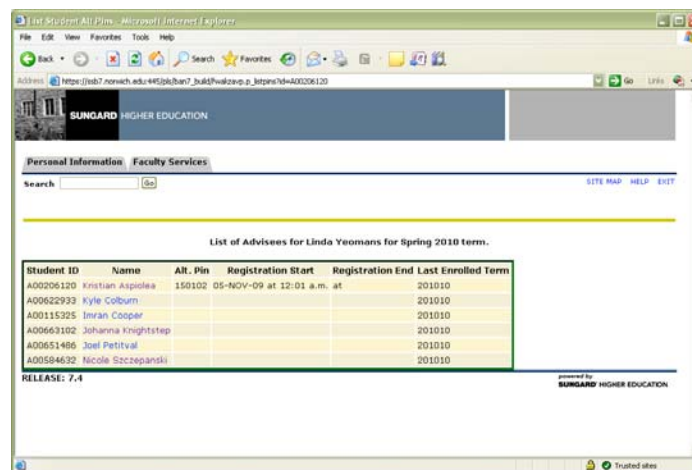 List Student Alt Pins - Microsoft Internet Explorer
File Edit View Favorites Tools Help
Back Search Favorites
Address https://ssb7.norwich.edu:445/pls/ban7_build/hwakzavp.p_listpins?id=A00206120 Go Links
SUNGARD HIGHER EDUCATION
Personal Information Faculty Services
Search Go SITE MAP HELP EXIT
List of Advisees for Linda Yeomans for Spring 2010 term.
Student ID Name Alt. Pin Registration Start Registration End Last Enrolled Term
A00206120 Kristian Aspiolea 150102 05-NOV-09 at 12:01 a.m. at 201010
A00622933 Kyle Colburn 201010
A00115325 Imran Cooper 201010
A00663102 Johanna Knightstep 201010
A00651486 Joel Petitval 201010
A00584632 Nicole Szczepanski 201010
RELEASE: 7.4
powered by
SUNGARD HIGHER EDUCATION
Trusted sites